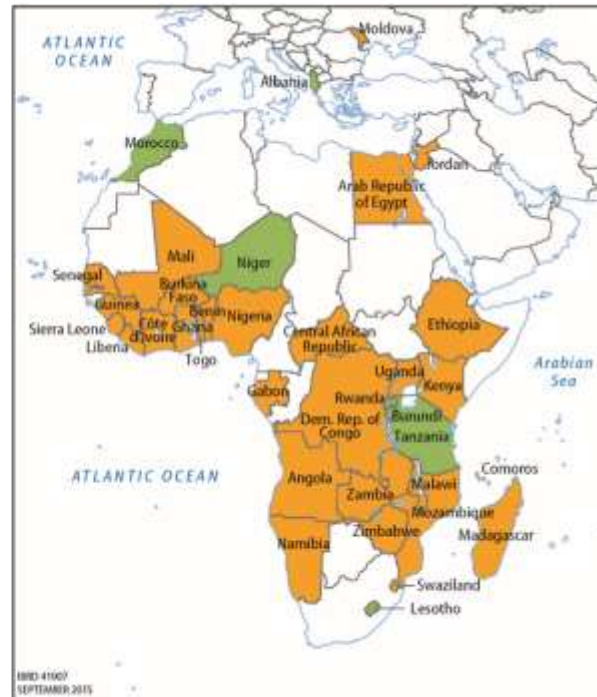 Moldova
ATLANTIC
OCEAN
Albania
Morocco
Jordan
Arab Republic
of Egypt
Mali
Niger
Senagal
Burkina
Faso
Guinea
Benin
Nigeria
Côte
d'Ivoire
Ghana
Sierra Leone
Liberia
Togo
Central African
Republic
Ethiopia
Uganda
Kenya
Arabian
Sea
Gabon
Rwanda
Dem. Rep. of
Congo
Burundi
Tanzania
ATLANTIC OCEAN
Comoros
Angola
Malawi
Zambia
Mozambique
Zimbabwe
Madagascar
Namibia
Swaziland
Lesotho
IBRD 41907
SEPTEMBER 2015